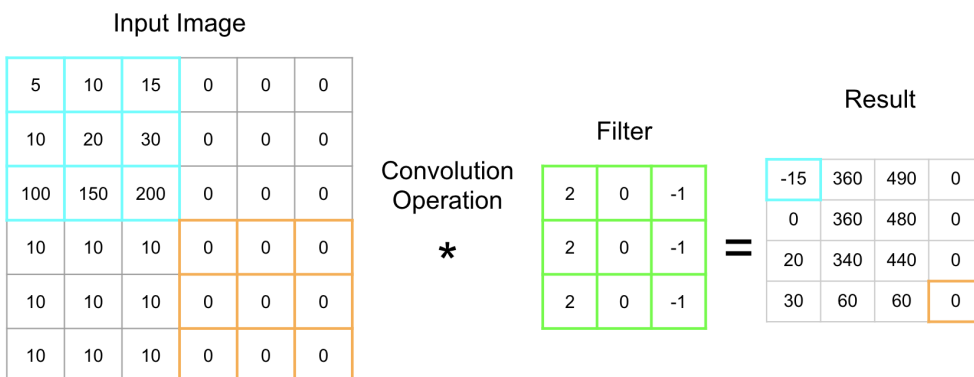 Input Image
5 10 15 0 0 0
10 20 30 0 0 0
100 150 200 0 0 0
10 10 10 0 0 0
10 10 10 0 0 0
10 10 10 0 0 0
Convolution
Operation
*
Filter
2 0 -1
2 0 -1
2 0 -1
=
Result
-15 360 490 0
0 360 480 0
20 340 440 0
30 60 60 0